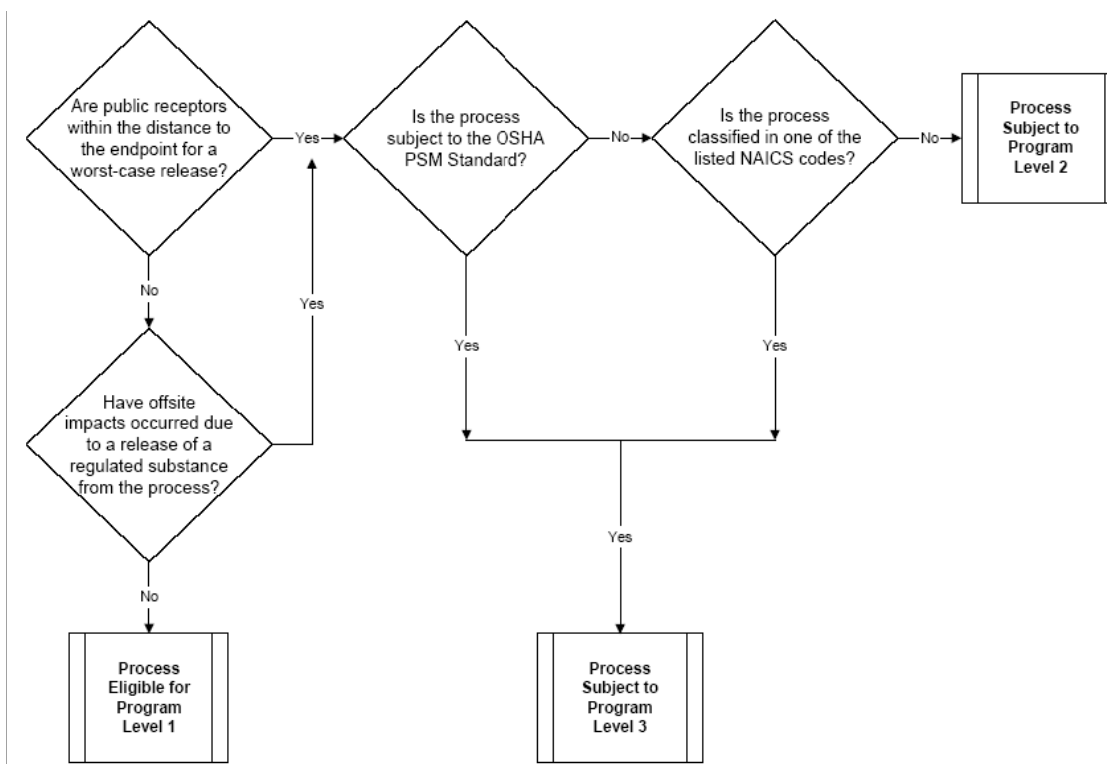 Are public receptors
within the distance to
the endpoint for a
worst-case release?
Yes
Is the process
subject to the OSHA
PSM Standard?
No
Is the process
classified in one of the
listed NAICS codes?
No
Process
Subject to
Program
Level 2
No
Yes
Yes
Yes
Have offsite
impacts occurred due
to a release of a
regulated substance
from the process?
Yes
No
Process
Eligible for
Program
Level 1
Process
Subject to
Program
Level 3